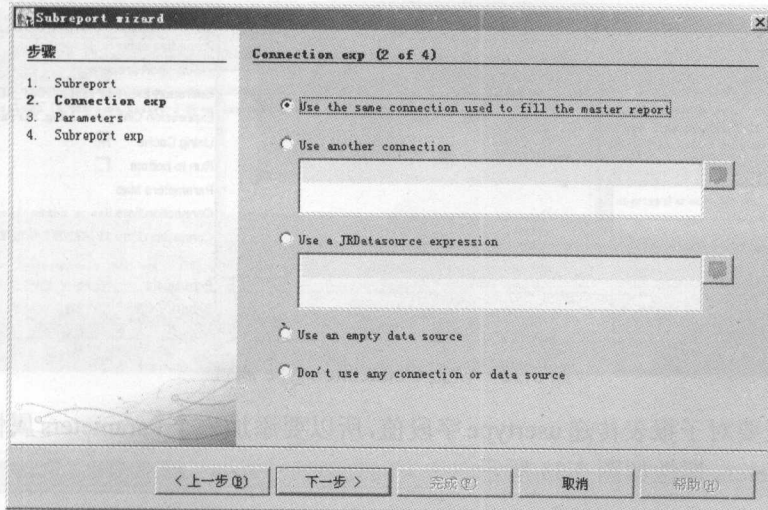 Subreport wizard
步骤
1. Subreport
2. Connection exp
3. Parameters
4. Subreport exp
Connection exp (2 of 4)
Use the same connection used to fill the master report
Use another connection
Use a JRDatasource expression
Use an empty data source
Don't use any connection or data source
< 上一步(B)
下一步 >
完成(F)
取消
帮助(H)